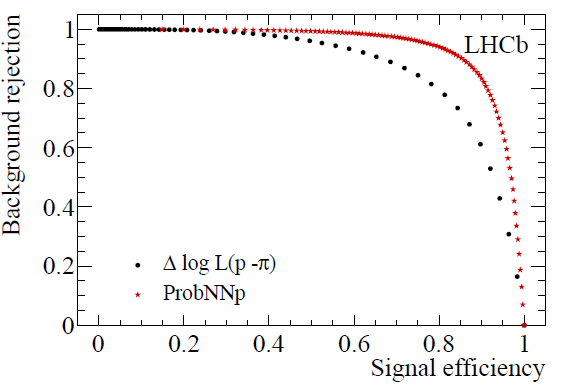 Background rejection
1
0.8
0.6
0.4
0.2
0
LHCb
Δ log L(p -π)
ProbNNp
0 0.2 0.4 0.6 0.8 1
Signal efficiency